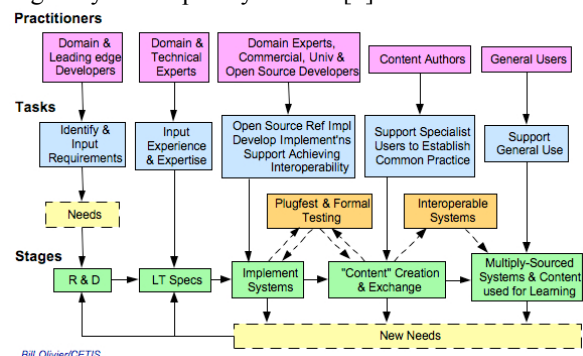 Practitioners
Domain &
Leading edge
Developers
Domain &
Technical
Experts
Domain Experts,
Commercial, Univ &
Open Source Developers
Content Authors
General Users
Tasks
Identify &
Input
Requirements
Input
Experience
& Expertise
Open Source Ref Impl
Develop Implement'ns
Support Achieving
Interoperability
Support Specialist
Users to Establish
Common Practice
Support
General Use
Needs
Plugfest & Formal
Testing
Interoperable
Systems
Stages
R & D
LT Specs
Implement
Systems
"Content" Creation
& Exchange
Multiply-Sourced
Systems & Content
used for Learning
New Needs
Bill Olivier/CETIS